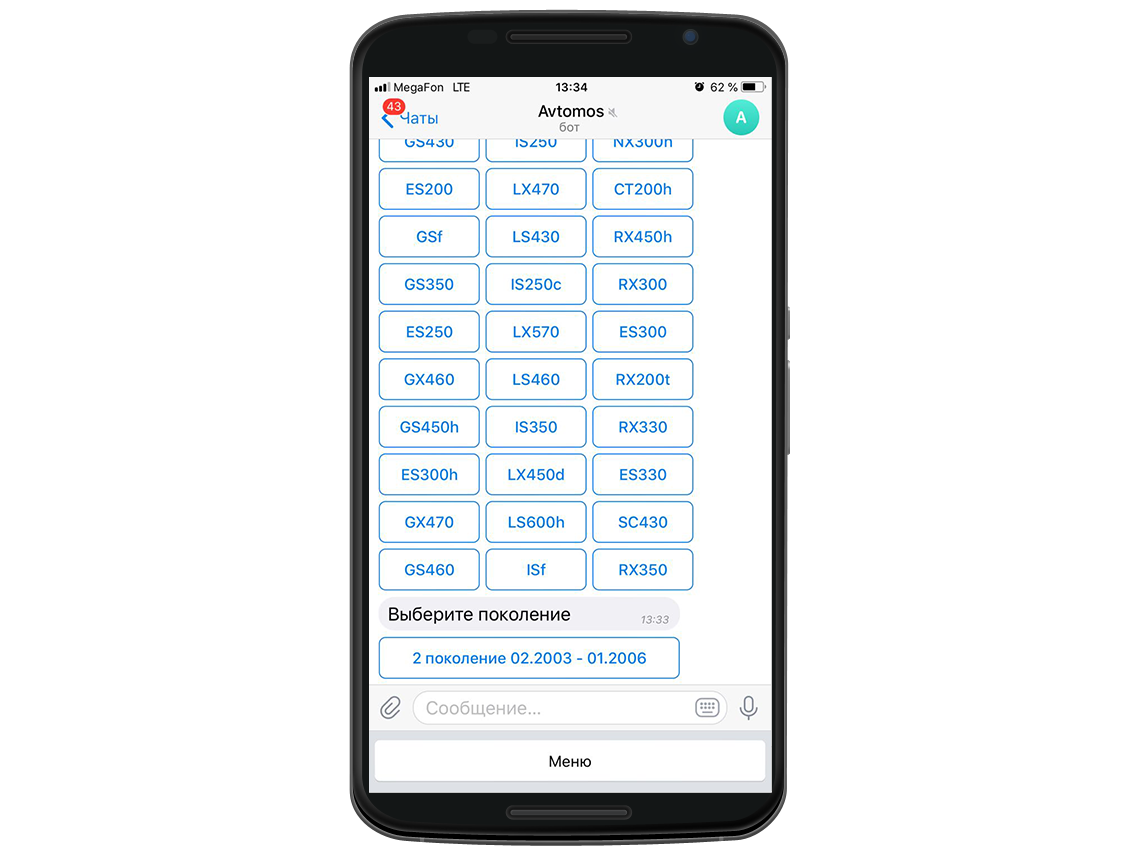 MegaFon LTE 13:34 62 %
43 Чаты Avtomos A
бот
GS430 IS250 NX300h
ES200 LX470 CT200h
GSf LS430 RX450h
GS350 IS250c RX300
ES250 LX570 ES300
GX460 LS460 RX200t
GS450h IS350 RX330
ES300h LX450d ES330
GX470 LS600h SC430
GS460 ISf RX350
Выберите поколение 13:33
2 поколение 02.2003 - 01.2006
Сообщение...
Меню